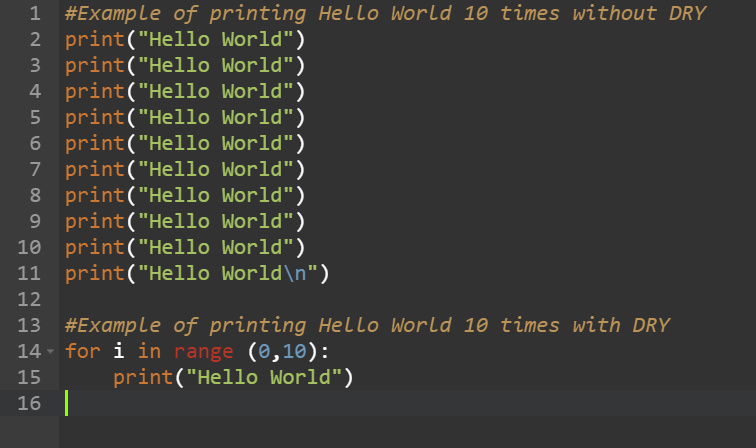 1 #Example of printing Hello World 10 times without DRY
2 print("Hello World")
3 print("Hello World")
4 print("Hello World")
5 print("Hello World")
6 print("Hello World")
7 print("Hello World")
8 print("Hello World")
9 print("Hello World")
10 print("Hello World")
11 print("Hello World\n")
12
13 #Example of printing Hello World 10 times with DRY
14 for i in range (0,10):
15     print("Hello World")
16